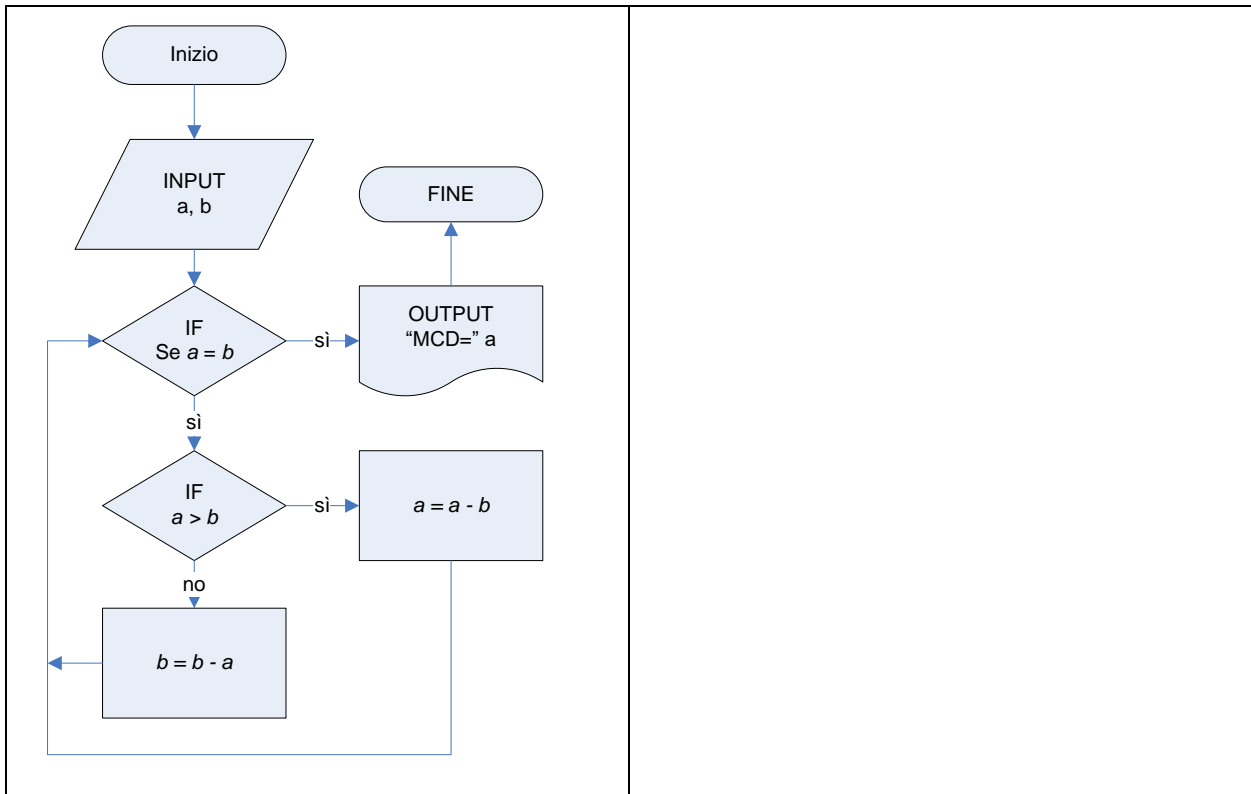 Inizio
INPUT
a, b
FINE
IF
Se a = b
sì
OUTPUT
“MCD=” a
sì
IF
a > b
sì
a = a - b
no
b = b - a